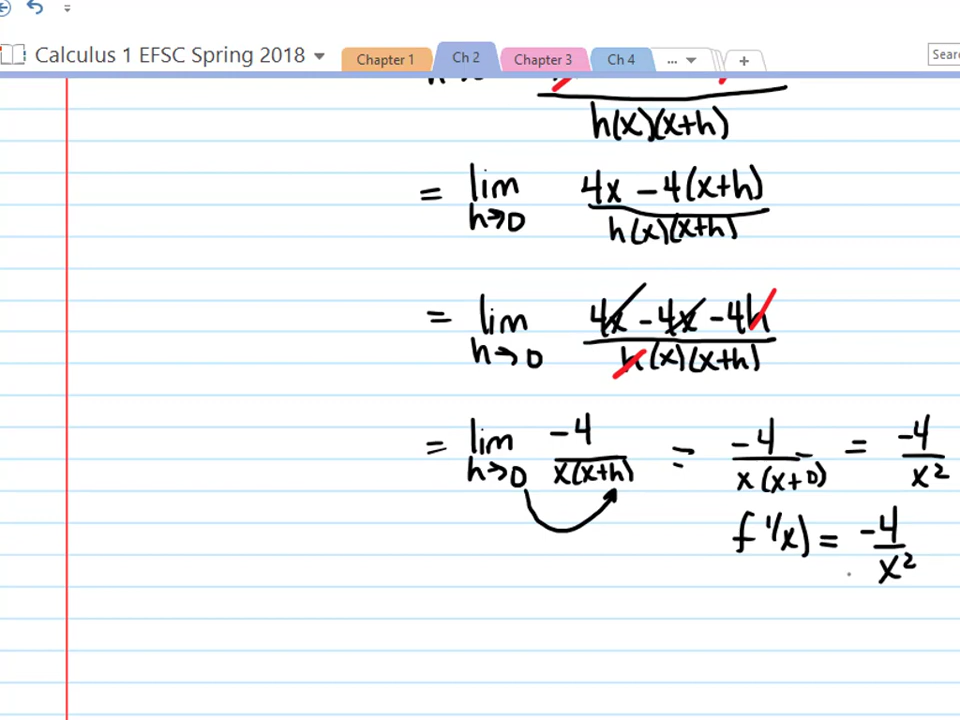 Calculus 1 EFSC Spring 2018
Chapter 1 Ch 2 Chapter 3 Ch 4 ... +
Sear
h(x)(x+h)
= lim h→0 4x - 4(x+h) / h(x)(x+h)
= lim h→0 4x - 4x - 4h / h(x)(x+h)
= lim h→0 -4 / x(x+h) = -4 / x(x+0) = -4 / x²
f'(x) = -4 / x²